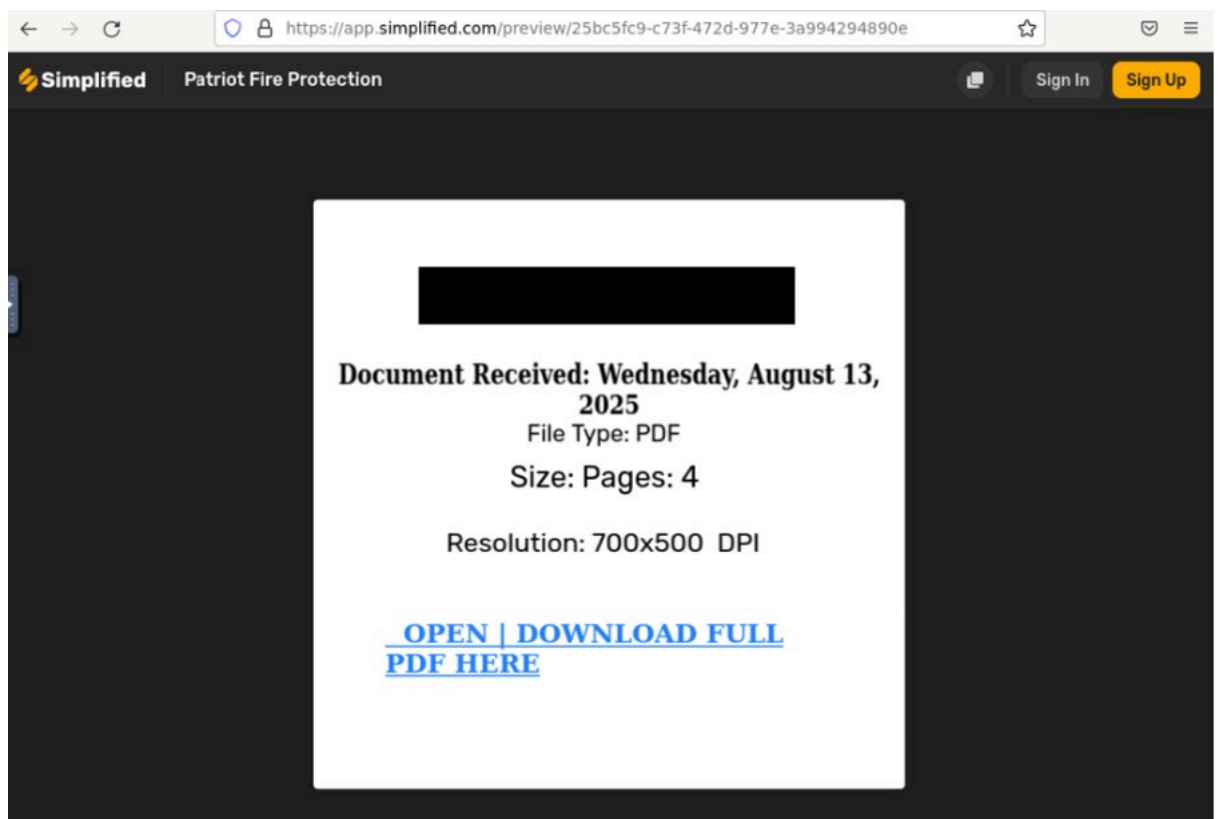 https://app.simplified.com/preview/25bc5fc9-c73f-472d-977e-3a994294890e
Simplified Patriot Fire Protection Sign In Sign Up
Document Received: Wednesday, August 13,
2025
File Type: PDF
Size: Pages: 4
Resolution: 700x500 DPI
OPEN | DOWNLOAD FULL
PDF HERE